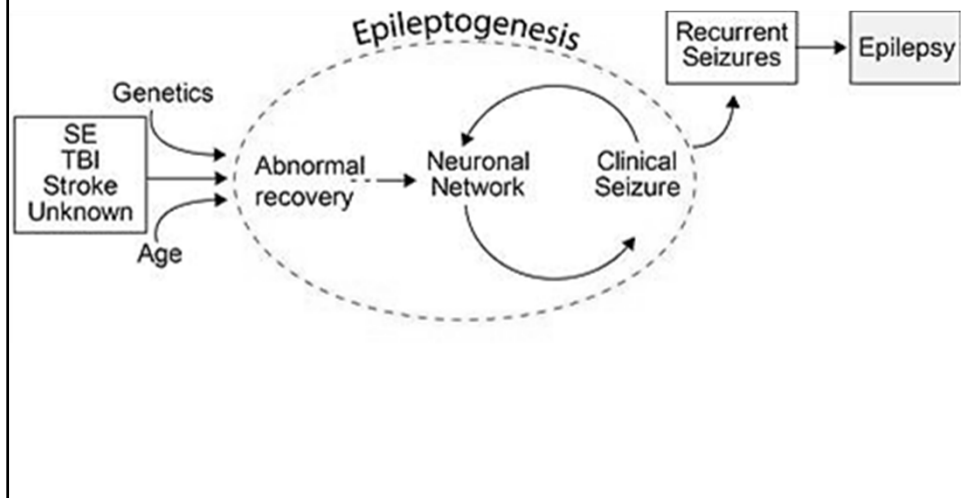 Epileptogenesis
Recurrent
Seizures
Epilepsy
Genetics
SE
TBI
Stroke
Unknown
Age
Abnormal
recovery
Neuronal
Network
Clinical
Seizure